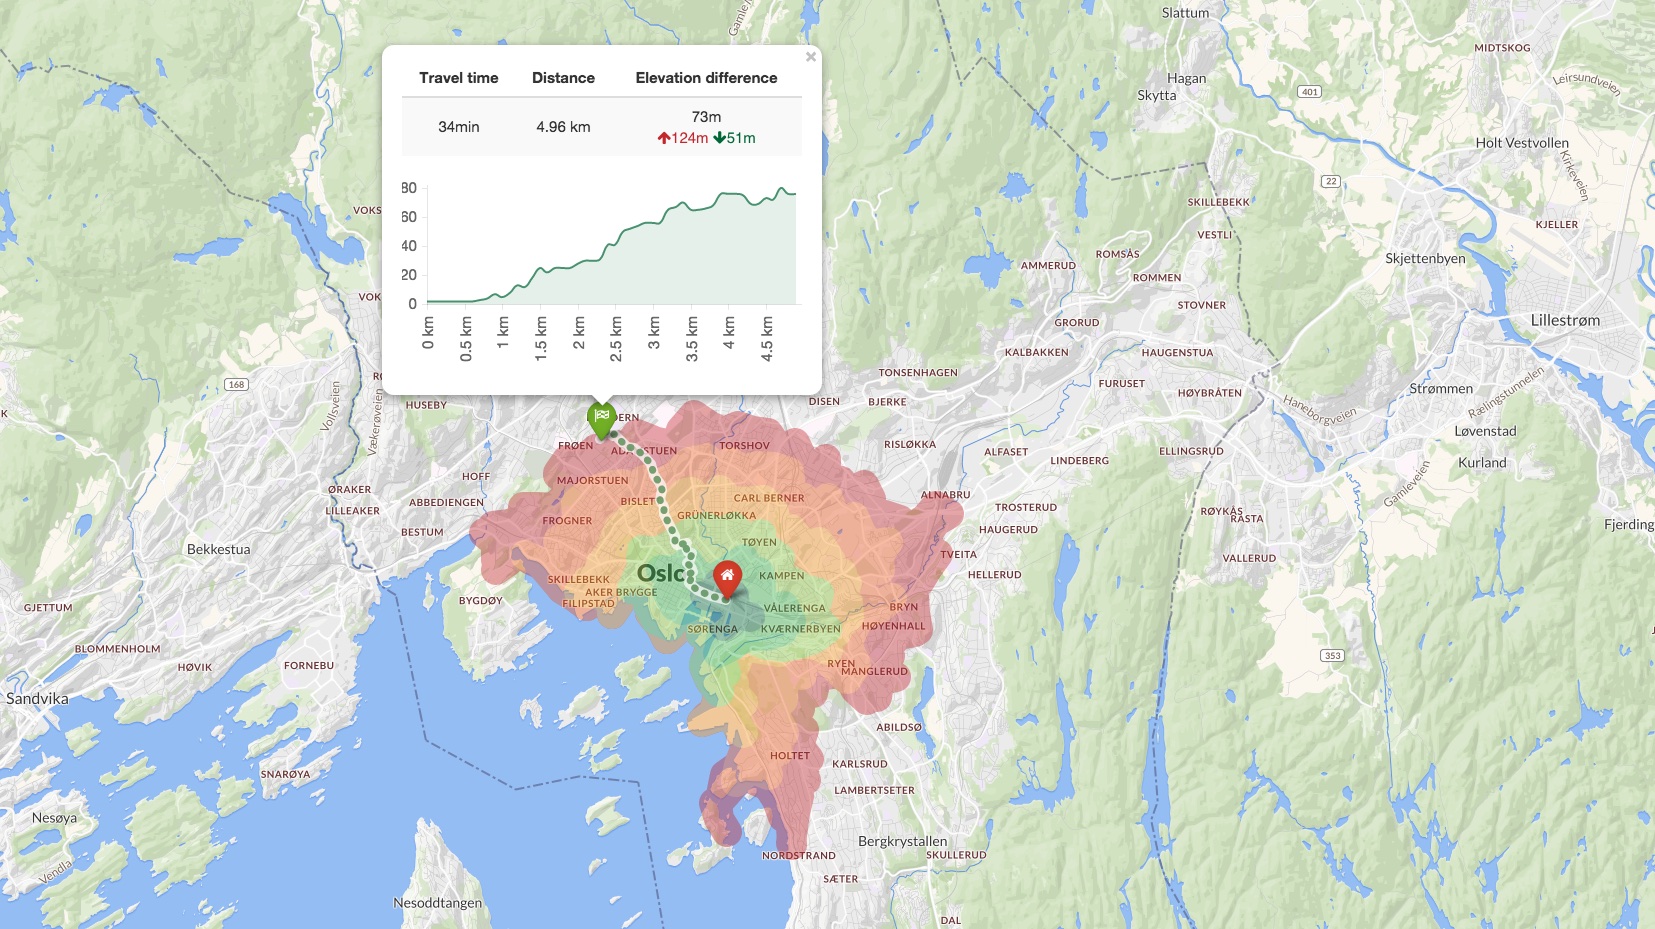 Slattum
Gamle
MIDTSKOG
Hagan
Skytta
401
Leirsundveien
Holt Vestvollen
Kirkeveien
22
SKILLEBEKK
KJELLER
VESTLI
ROMSÅS
Skjettenbyen
AMMERUD
ROMMEN
STOVNER
Lillestrøm
GRORUD
KALBAKKEN
HAUGENSTUA
TONSENHAGEN
FURUSET
HØYBRÅTEN
Strømmen
Rælingstunnelen
Haneborgveien
Løvenstad
Kurland
×
Travel time Distance Elevation difference
34min 4.96 km 73m
124m 51m
80
60
40
20
0
0 km 0.5 km 1 km 1.5 km 2 km 2.5 km 3 km 3.5 km 4 km 4.5 km
VOKS
VOK
168
Vollsveien
Vækerøveien
HUSEBY
DISEN
BJERKE
ERN
FRØEN
TORSHOV
RISLØKKA
ALFASET
LINDEBERG
ELLINGSRUD
HOFF
MAJORSTUEN
ØRAKER
LILLEAKER
ABBEDIENGEN
BISLET
CARL BERNER
ALNABRU
TROSTERUD
Gamleveien
RØYKÅS
RASTA
Fjerding
BESTUM
FROGNER
GRÜNERLØKKA
HAUGERUD
Bekkestua
TØYEN
TVEITA
VALLERUD
Oslo
KAMPEN
HELLERUD
SKILLEBEKK
AKER BRYGGE
FILIPSTAD
GJETTUM
BYGDØY
VÅLERENGA
BRYN
SØRENGA
KVÆRNERBYEN
HØYENHALL
BLOMMENHOLM
HØVIK
FORNEBU
RYEN
MANGLERUD
353
Sandvika
ABILDSØ
HOLTET
KARLSRUD
SNARØYA
LAMBERTSETER
Nesøya
Bergkrystallen
NORDSTRAND
SKULLERUD
Vendla
SÆTER
Nesoddtangen
DAL